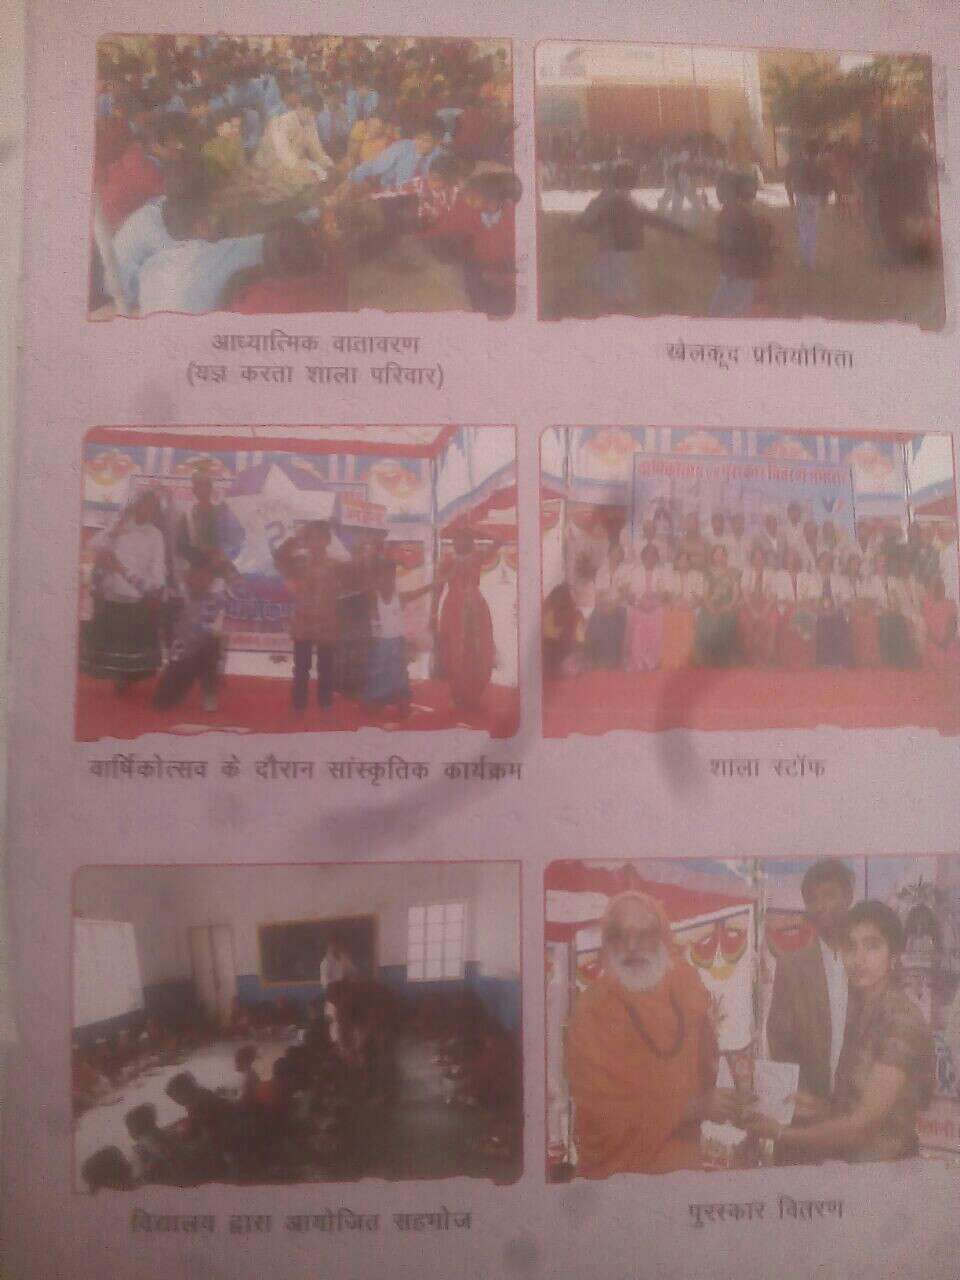 आध्यात्मिक वातावरण
(यज्ञ करता शाला परिवार)
खेलकूद प्रतियोगिता
वार्षिकोत्सव के दौरान सांस्कृतिक कार्यक्रम
शाला स्टॉफ
विद्यालय द्वारा आयोजित सहभोज
पुरस्कार वितरण